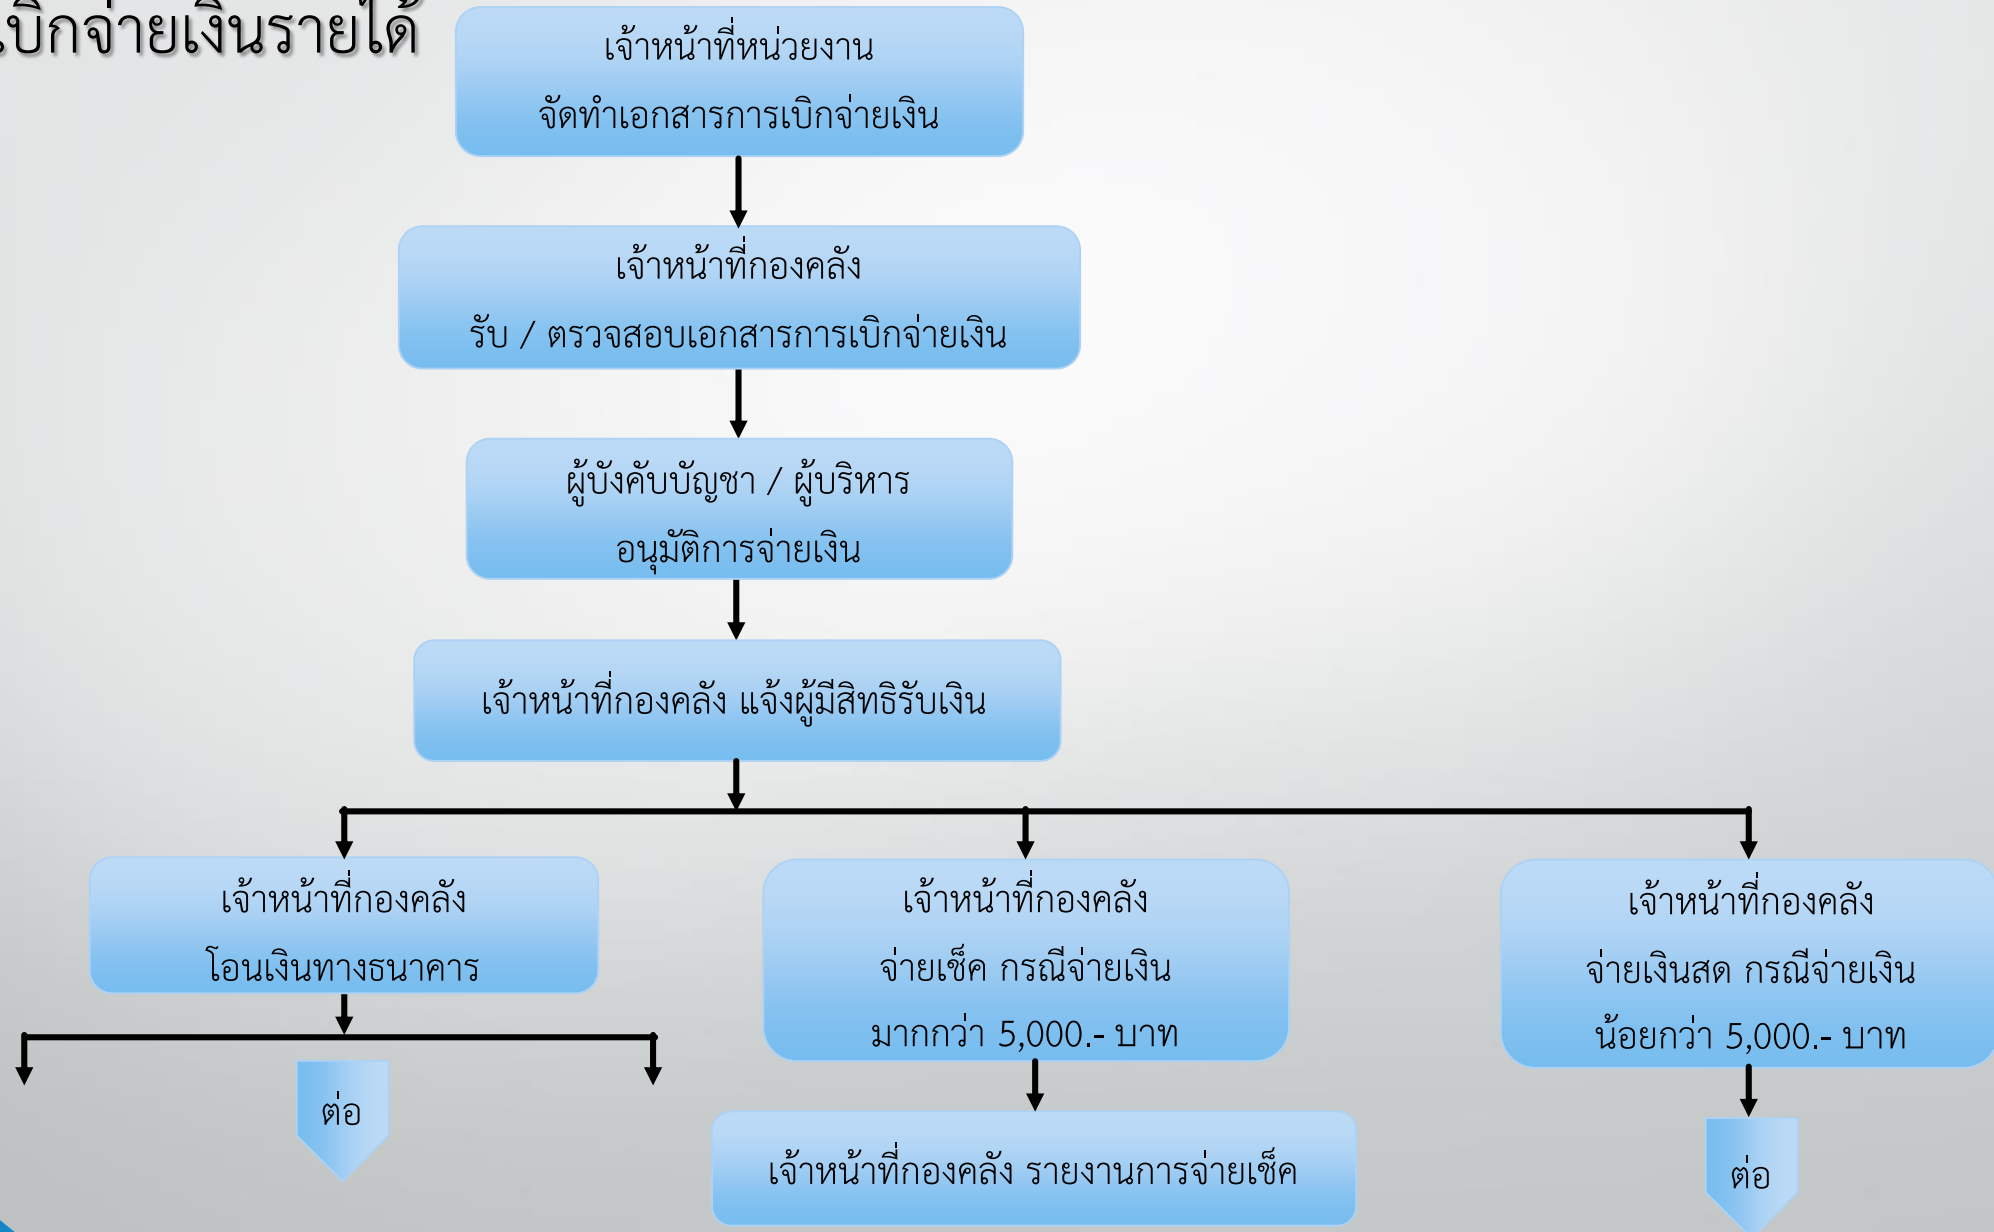 เบิกจ่ายเงินรายได้
เจ้าหน้าที่หน่วยงาน
จัดทำเอกสารการเบิกจ่ายเงิน
เจ้าหน้าที่กองคลัง
รับ / ตรวจสอบเอกสารการเบิกจ่ายเงิน
ผู้บังคับบัญชา / ผู้บริหาร
อนุมัติการจ่ายเงิน
เจ้าหน้าที่กองคลัง แจ้งผู้มีสิทธิรับเงิน
เจ้าหน้าที่กองคลัง
โอนเงินทางธนาคาร
ต่อ
เจ้าหน้าที่กองคลัง
จ่ายเช็ค กรณีจ่ายเงิน
มากกว่า 5,000.- บาท
เจ้าหน้าที่กองคลัง รายงานการจ่ายเช็ค
เจ้าหน้าที่กองคลัง
จ่ายเงินสด กรณีจ่ายเงิน
น้อยกว่า 5,000.- บาท
ต่อ